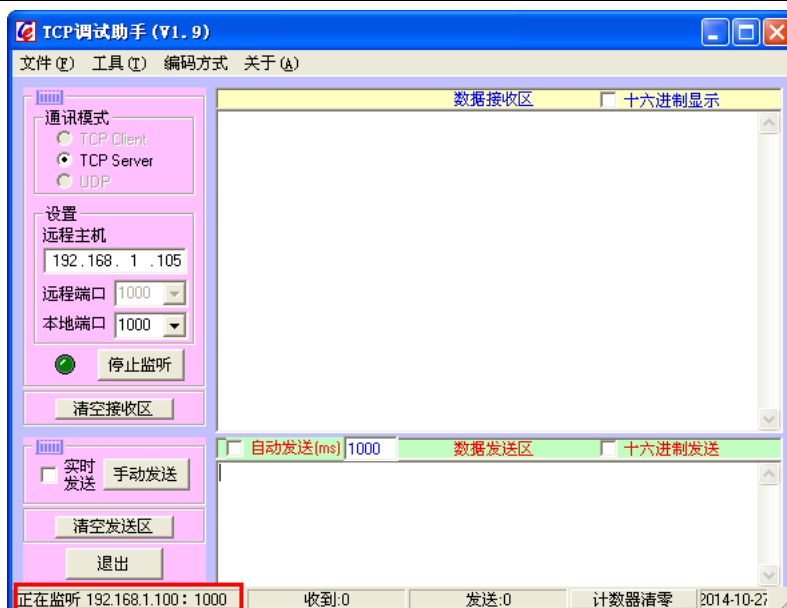 TCP调试助手(V1.9)
文件(F) 工具(T) 编码方式 关于(A)
通讯模式
TCP Client
TCP Server
UDP
设置
远程主机
192.168. 1 .105
远程端口 1000
本地端口 1000
停止监听
清空接收区
数据接收区 十六进制显示
自动发送(ms) 1000 数据发送区 十六进制发送
实时
发送
手动发送
清空发送区
退出
正在监听 192.168.1.100：1000 收到:0 发送:0 计数器清零 2014-10-27